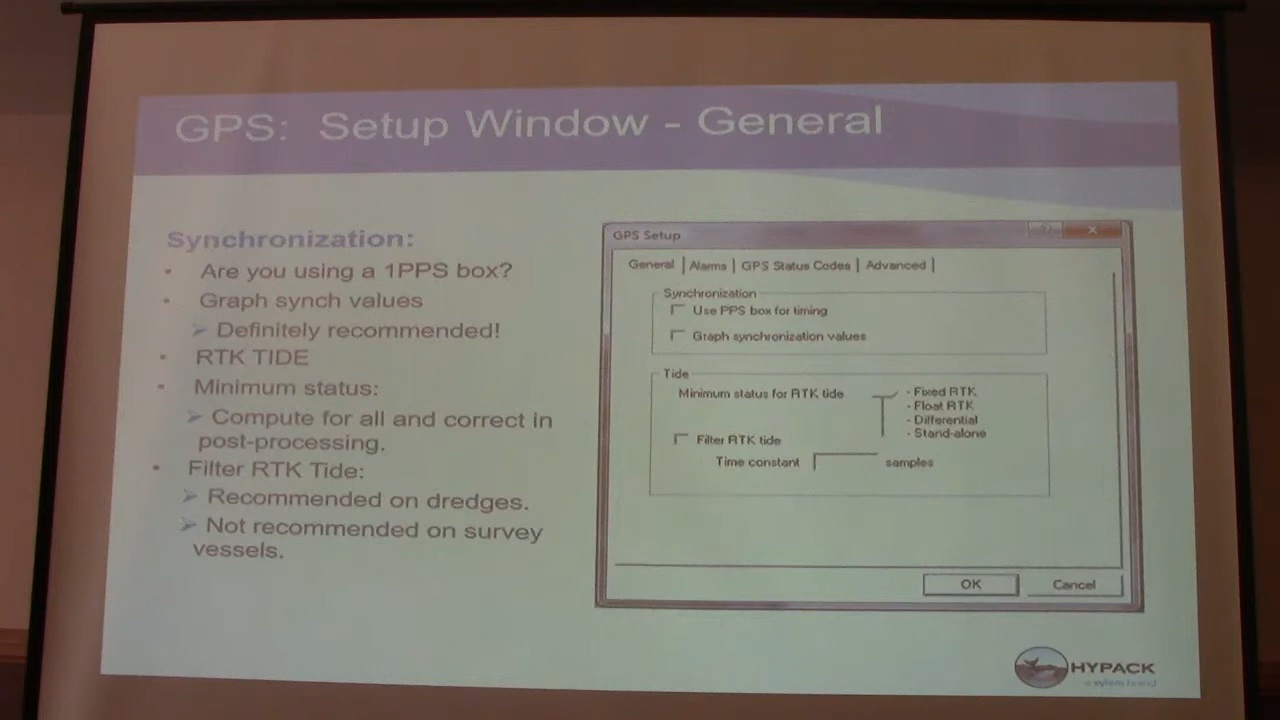 GPS: Setup Window - General
Synchronization:
• Are you using a 1PPS box?
• Graph synch values
➢ Definitely recommended!
• RTK TIDE
• Minimum status:
➢ Compute for all and correct in
post-processing.
• Filter RTK Tide:
➢ Recommended on dredges.
➢ Not recommended on survey
vessels.
GPS Setup
General | Alarms | GPS Status Codes | Advanced |
Synchronization
Use PPS box for timing
Graph synchronization values
Tide
Minimum status for RTK tide
- Fixed RTK
- Float RTK
- Differential
- Stand-alone
Filter RTK tide
Time constant
samples
OK
Cancel
HYPACK
a xylem brand